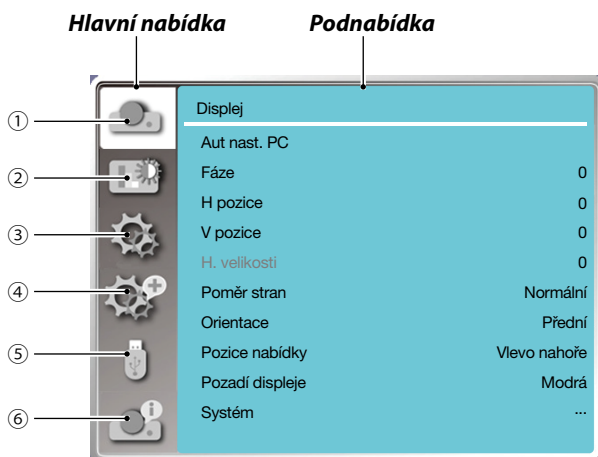 Hlavní nabídka Podnabídka
① Displej
Aut nast. PC
② Fáze 0
H pozice 0
③ V pozice 0
H. velikosti 0
④ Poměr stran Normální
Orientace Přední
⑤ Pozice nabídky Vlevo nahoře
Pozadí displeje Modrá
⑥ Systém ...